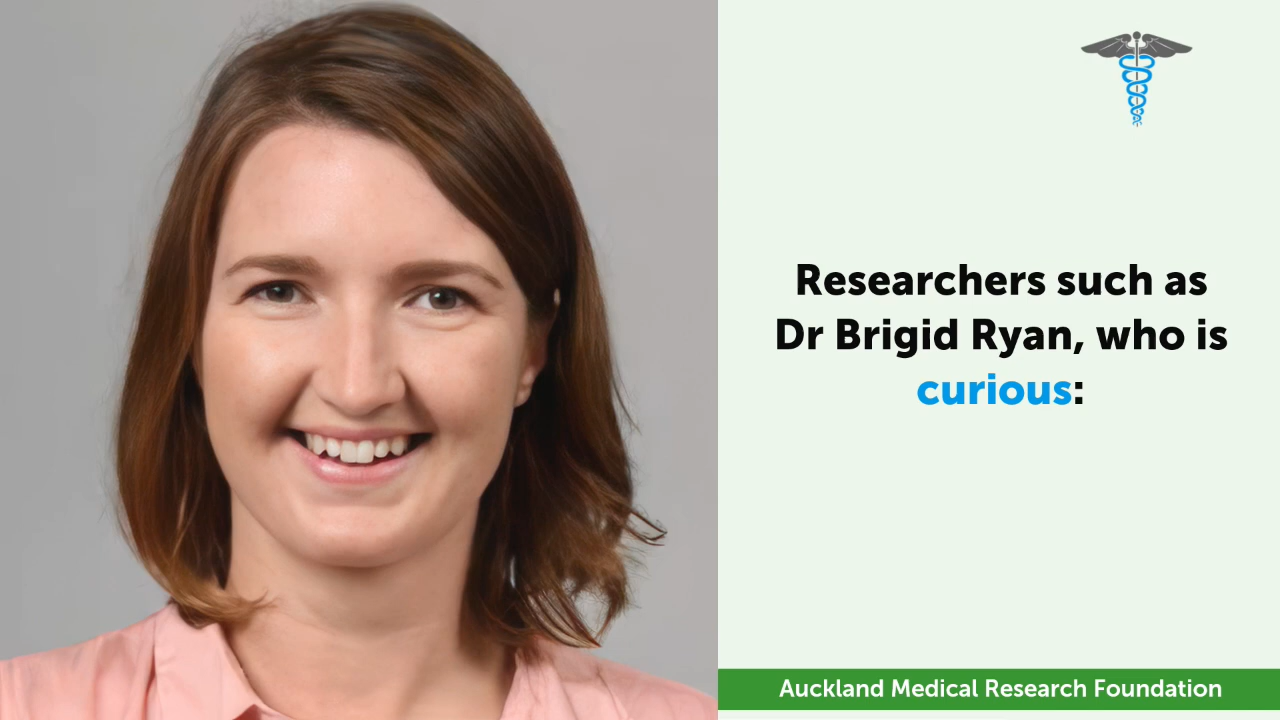 Researchers such as
Dr Brigid Ryan, who is
curious:
Auckland Medical Research Foundation